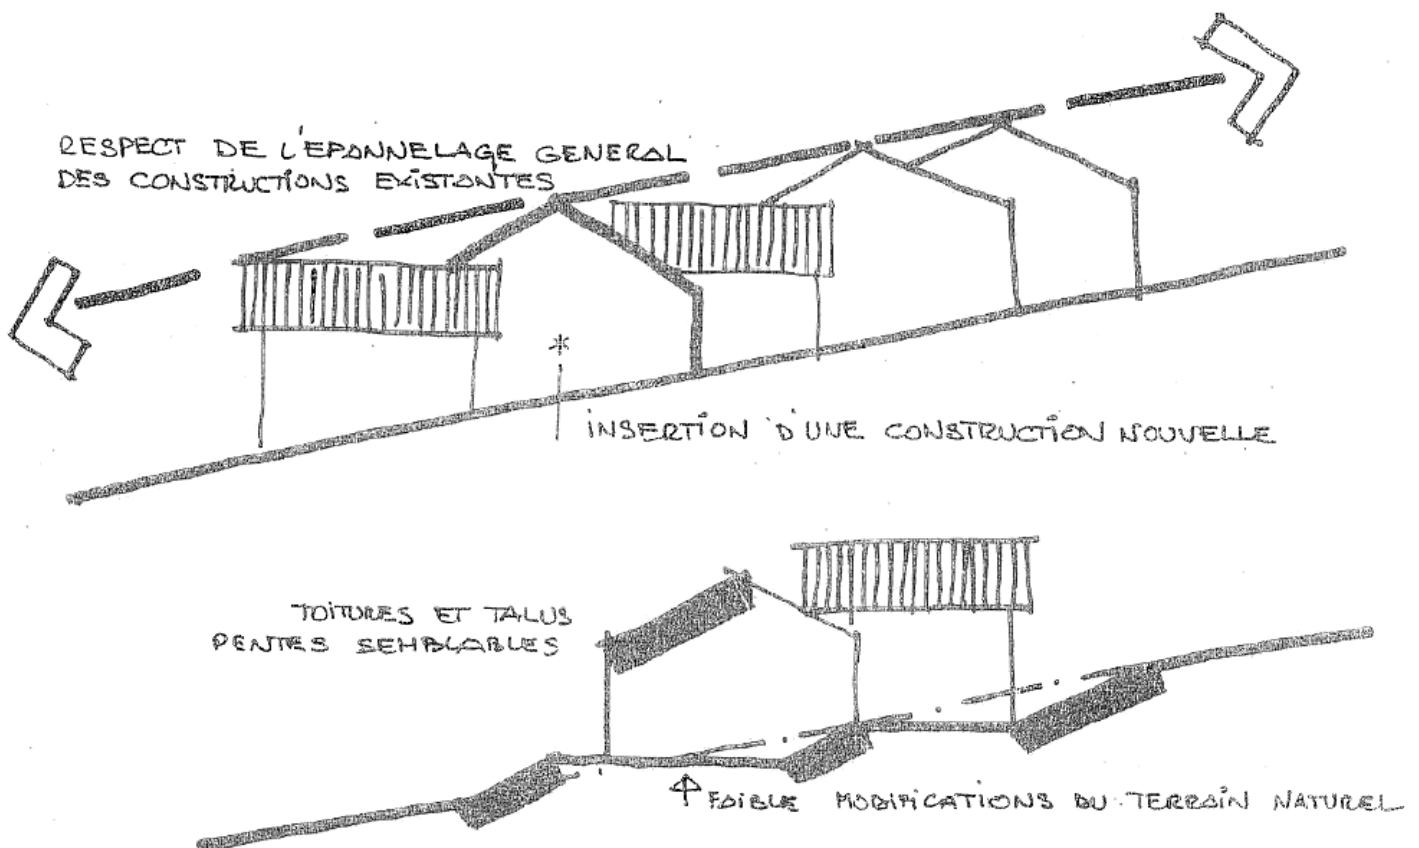 RESPECT DE L'EPANNELAGE GENERAL
DES CONSTRUCTIONS EXISTANTES
*
INSERTION D'UNE CONSTRUCTION NOUVELLE
TOITURES ET TALUS
PENTES SEMBLABLES
FAIBLE MODIFICATIONS DU TERRAIN NATUREL